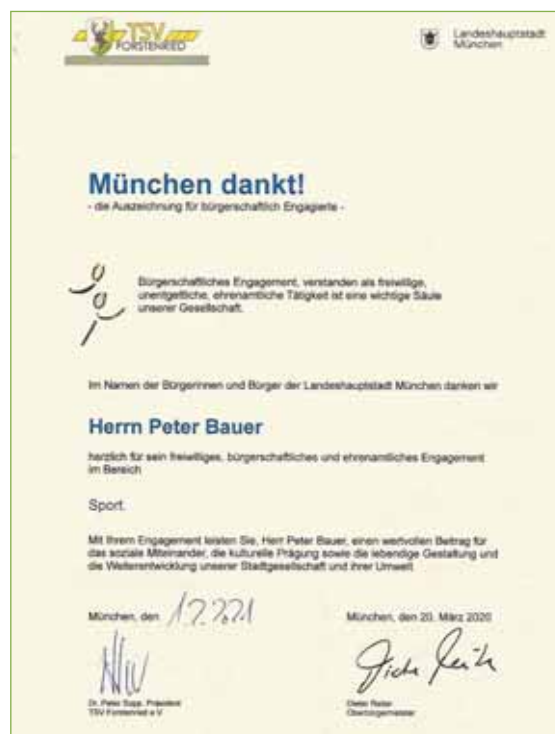 TSV
FORSTENRIED
Landeshauptstadt
München
München dankt!
- die Auszeichnung für bürgerschaftlich Engagierte -
Bürgerschaftliches Engagement, verstanden als freiwillige,
unentgeltliche, ehrenamtliche Tätigkeit ist eine wichtige Säule
unserer Gesellschaft.
Im Namen der Bürgerinnen und Bürger der Landeshauptstadt München danken wir
Herrn Peter Bauer
herzlich für sein freiwilliges, bürgerschaftliches und ehrenamtliches Engagement
im Bereich
Sport.
Mit Ihrem Engagement leisten Sie, Herr Peter Bauer, einen wertvollen Beitrag für
das soziale Miteinander, die kulturelle Prägung sowie die lebendige Gestaltung und
die Weiterentwicklung unserer Stadtgesellschaft und ihrer Umwelt.
München, den
München, den 20. März 2020
Dr. Peter Supp, Präsident
TSV Forstenried e.V.
Dieter Reiter
Oberbürgermeister